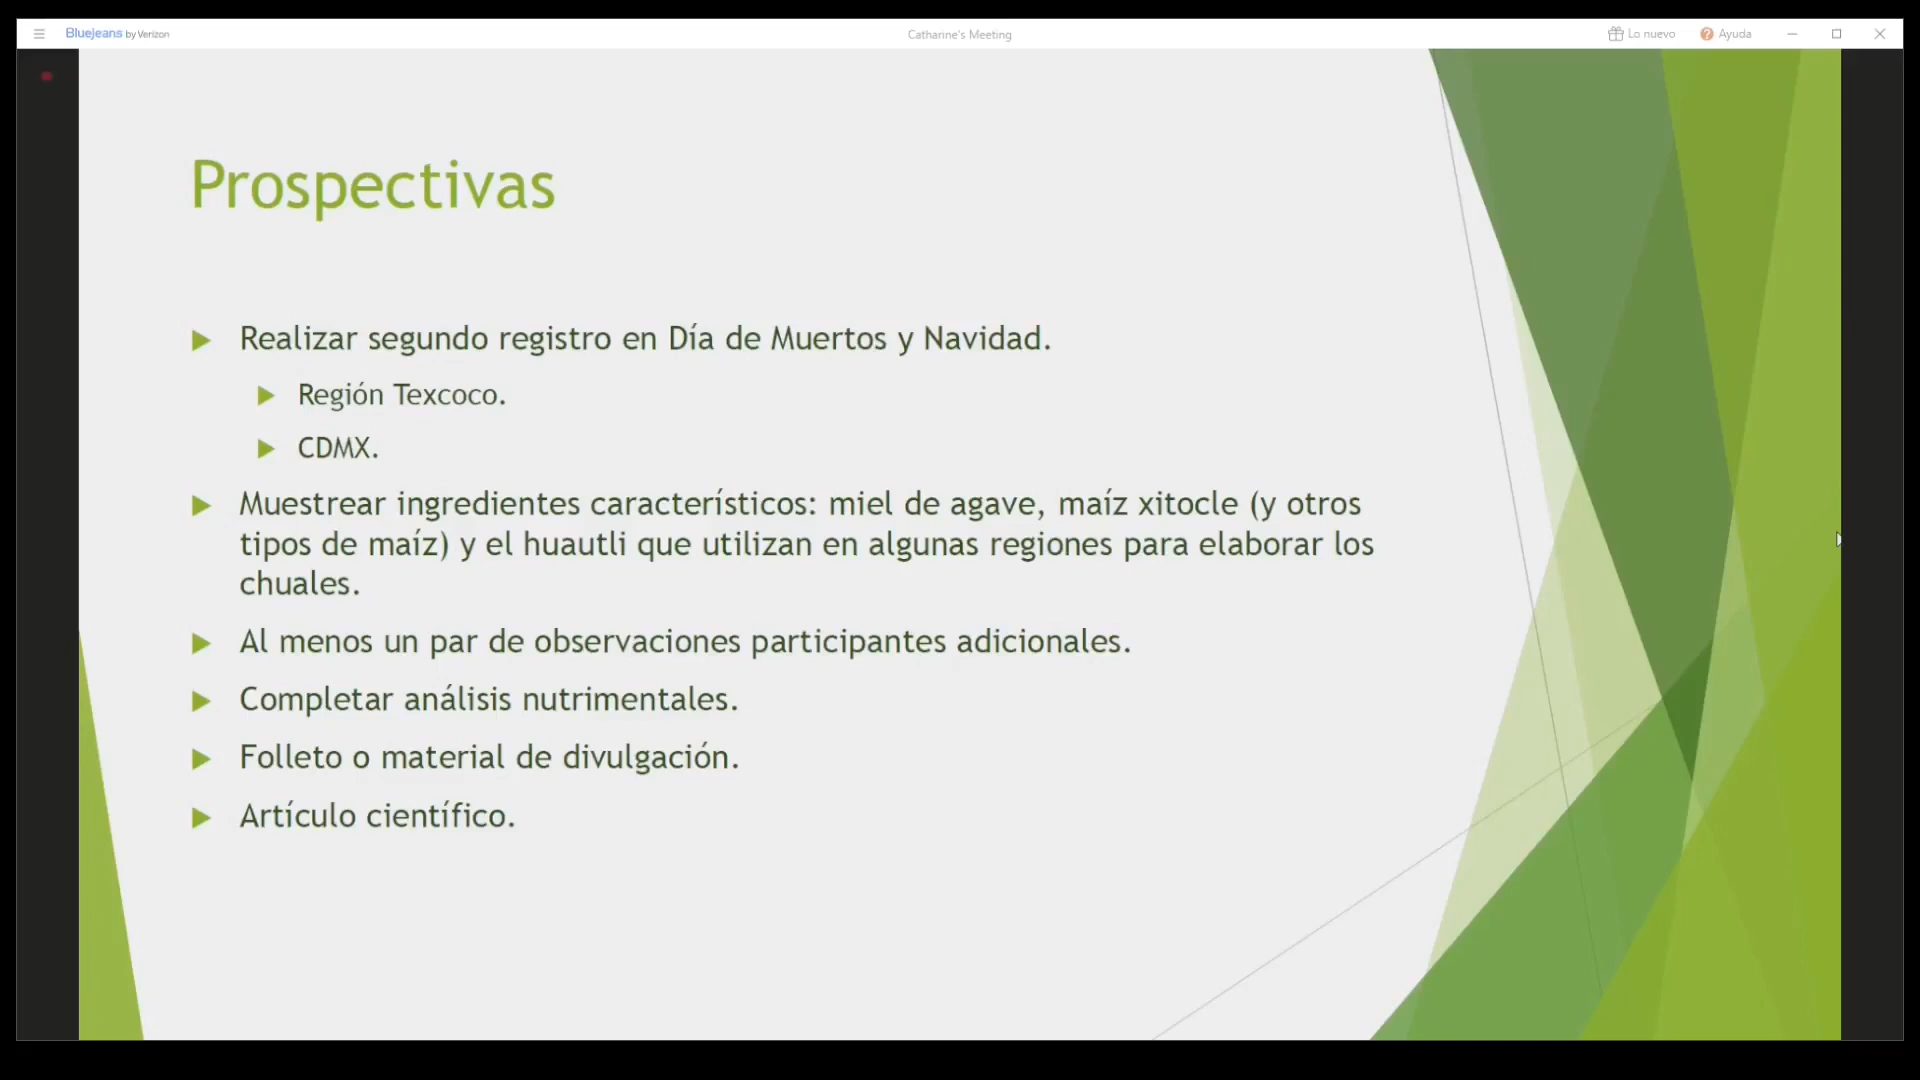 BlueJeans by Verizon
Catharine's Meeting
Lo nuevo
Ayuda
Prospectivas
Realizar segundo registro en Día de Muertos y Navidad.
Región Texcoco.
CDMX.
Muestrear ingredientes característicos: miel de agave, maíz xitocle (y otros
tipos de maíz) y el huautli que utilizan en algunas regiones para elaborar los
chuales.
Al menos un par de observaciones participantes adicionales.
Completar análisis nutrimentales.
Folleto o material de divulgación.
Artículo científico.